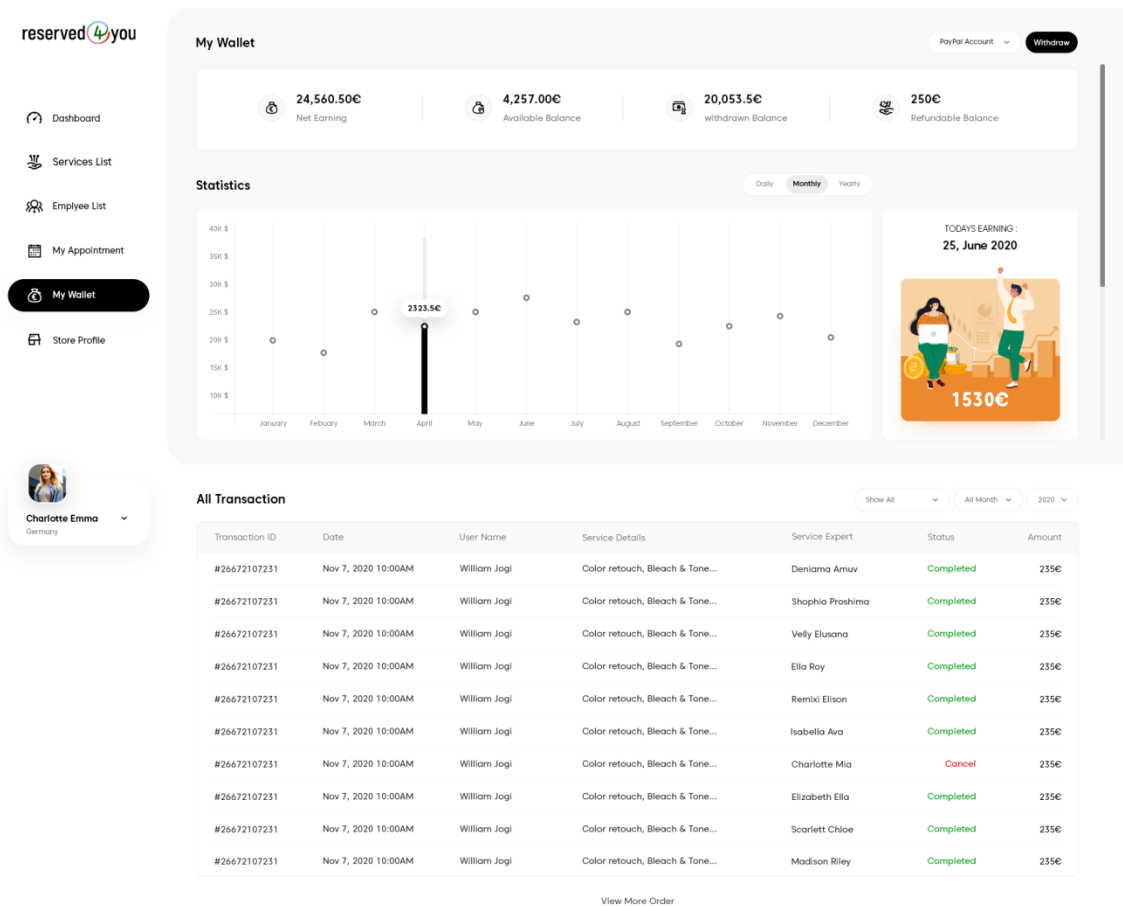 reserved4you
Dashboard
Services List
Emplyee List
My Appointment
My Wallet
Store Profile
Charlotte Emma
Germany
My Wallet
PayPal Account
Withdraw
24,560.50€
Net Earning
4,257.00€
Available Balance
20,053.5€
withdrawn Balance
250€
Refundable Balance
Statistics
Daily Monthly Yearly
40K $
35K $
30K $
25K $
20K $
15K $
10K $
2323.5€
January Febuary March April May June July August September October November December
TODAYS EARNING :
25, June 2020
1530€
All Transaction
Show All
All Month
2020
Transaction ID Date User Name Service Details Service Expert Status Amount
#26672107231 Nov 7, 2020 10:00AM William Jogi Color retouch, Bleach & Tone... Deniama Amuv Completed 235€
#26672107231 Nov 7, 2020 10:00AM William Jogi Color retouch, Bleach & Tone... Shophia Proshima Completed 235€
#26672107231 Nov 7, 2020 10:00AM William Jogi Color retouch, Bleach & Tone... Velly Elusana Completed 235€
#26672107231 Nov 7, 2020 10:00AM William Jogi Color retouch, Bleach & Tone... Ella Roy Completed 235€
#26672107231 Nov 7, 2020 10:00AM William Jogi Color retouch, Bleach & Tone... Remixi Elison Completed 235€
#26672107231 Nov 7, 2020 10:00AM William Jogi Color retouch, Bleach & Tone... Isabella Ava Completed 235€
#26672107231 Nov 7, 2020 10:00AM William Jogi Color retouch, Bleach & Tone... Charlotte Mia Cancel 235€
#26672107231 Nov 7, 2020 10:00AM William Jogi Color retouch, Bleach & Tone... Elizabeth Ella Completed 235€
#26672107231 Nov 7, 2020 10:00AM William Jogi Color retouch, Bleach & Tone... Scarlett Chloe Completed 235€
#26672107231 Nov 7, 2020 10:00AM William Jogi Color retouch, Bleach & Tone... Madison Riley Completed 235€
View More Order